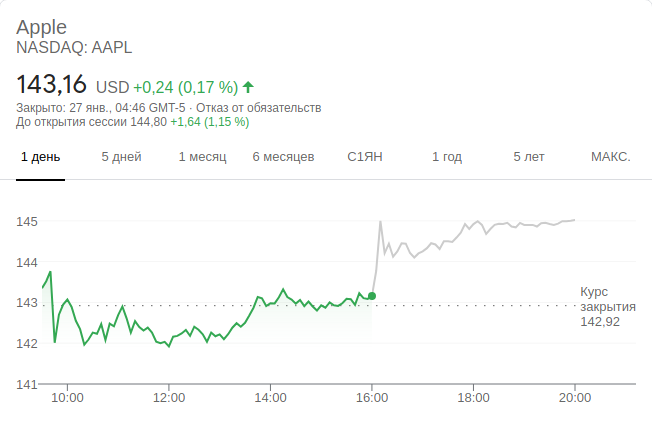 Apple
NASDAQ: AAPL
143,16 USD +0,24 (0,17 %)
Закрыто: 27 янв., 04:46 GMT-5 · Отказ от обязательств
До открытия сессии 144,80 +1,64 (1,15 %)
1 день 5 дней 1 месяц 6 месяцев С1ЯН 1 год 5 лет МАКС.
145
144
143
142
141
Курс
закрытия
142,92
10:00 12:00 14:00 16:00 18:00 20:00